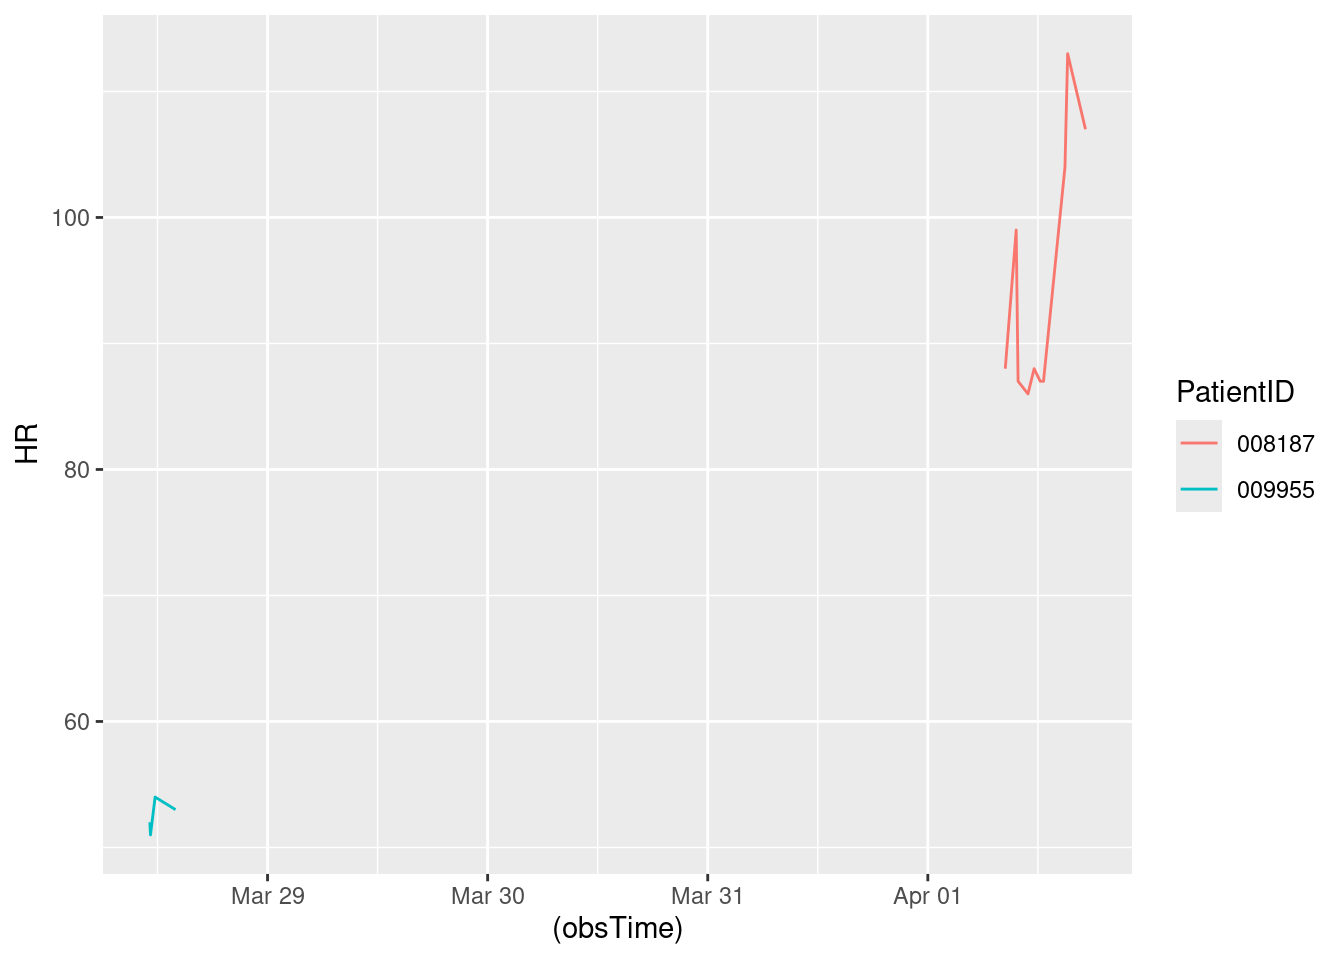 HR
100
80
60
Mar 29
Mar 30
Mar 31
Apr 01
(obsTime)
PatientID
008187
009955